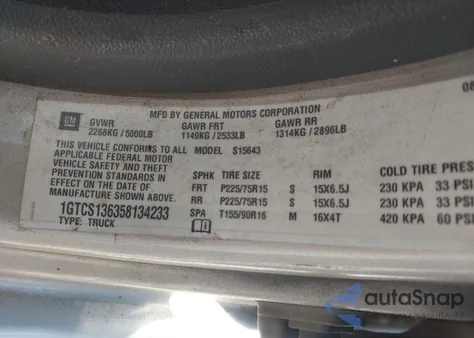 08
MFD BY GENERAL MOTORS CORPORATION
GM GVWR GAWR FRT GAWR RR
2268KG/5000LB 1149KG/2533LB 1314KG/2896LB
THIS VEHICLE CONFORMS TO ALL MODEL S15643
APPLICABLE FEDERAL MOTOR
VEHICLE SAFETY AND THEFT
PREVENTION STANDARDS IN
EFFECT ON THE DATE OF
MANUFACTURE SHOWN ABOVE.
1GTCS136358134233
TYPE: TRUCK
TIRE SIZE SPHK RIM COLD TIRE PRES
FRT P225/75R15 S 15X6.5J 230 KPA 33 PSI
RR P225/75R15 S 15X6.5J 230 KPA 33 PSI
SPA T155/90R16 M 16X4T 420 KPA 60 PSI
autoSnap